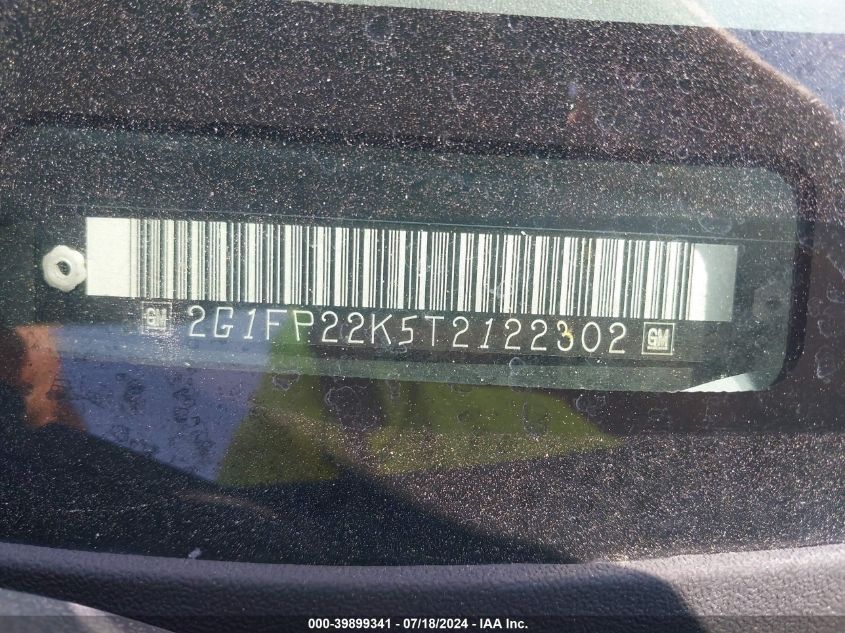 GM 2G1FP22K5T2122302 GM
000-39899341 / 07/18/2024 - IAA Inc.